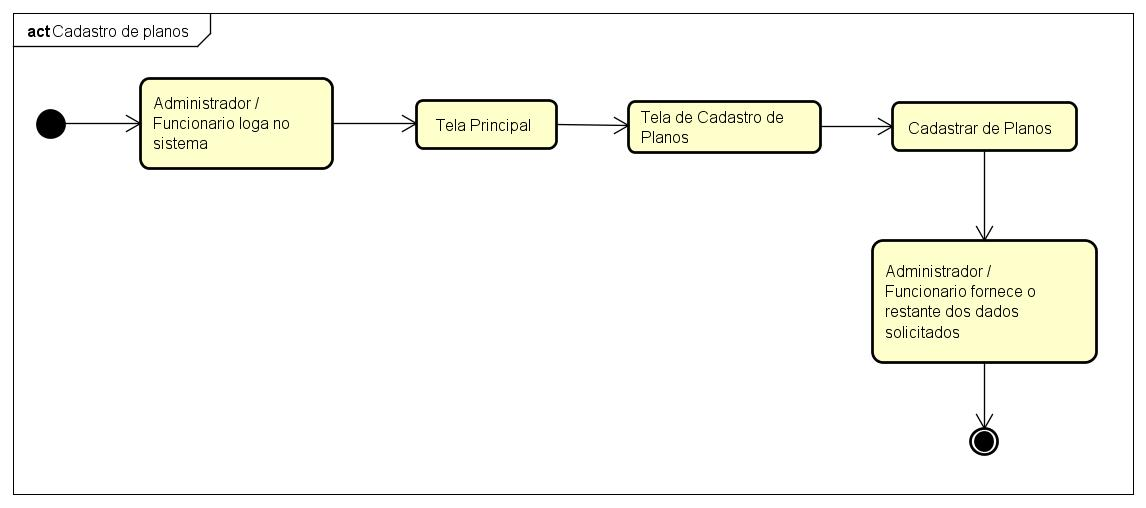 act Cadastro de planos
Administrador /
Funcionario loga no
sistema
Tela Principal
Tela de Cadastro de
Planos
Cadastrar de Planos
Administrador /
Funcionario fornece o
restante dos dados
solicitados